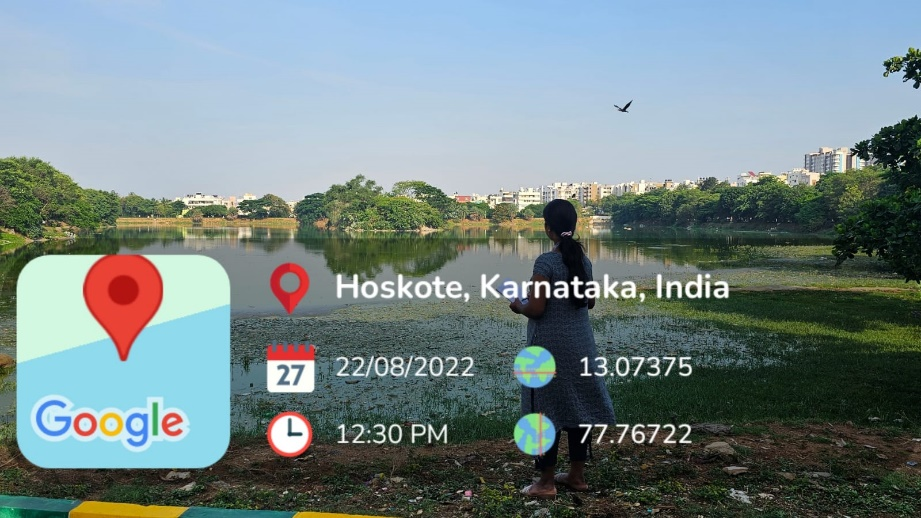 Hoskote, Karnataka, India
27 22/08/2022 13.07375
Google 12:30 PM 77.76722